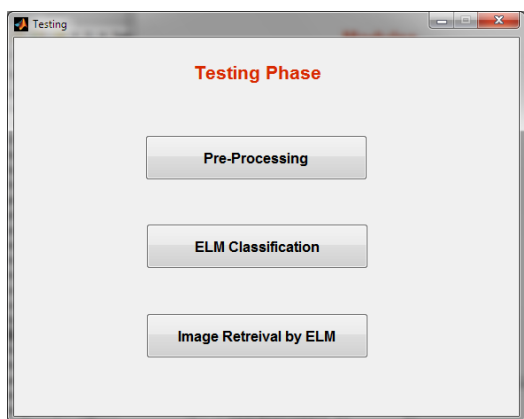 Testing
Testing Phase
Pre-Processing
ELM Classification
Image Retreival by ELM